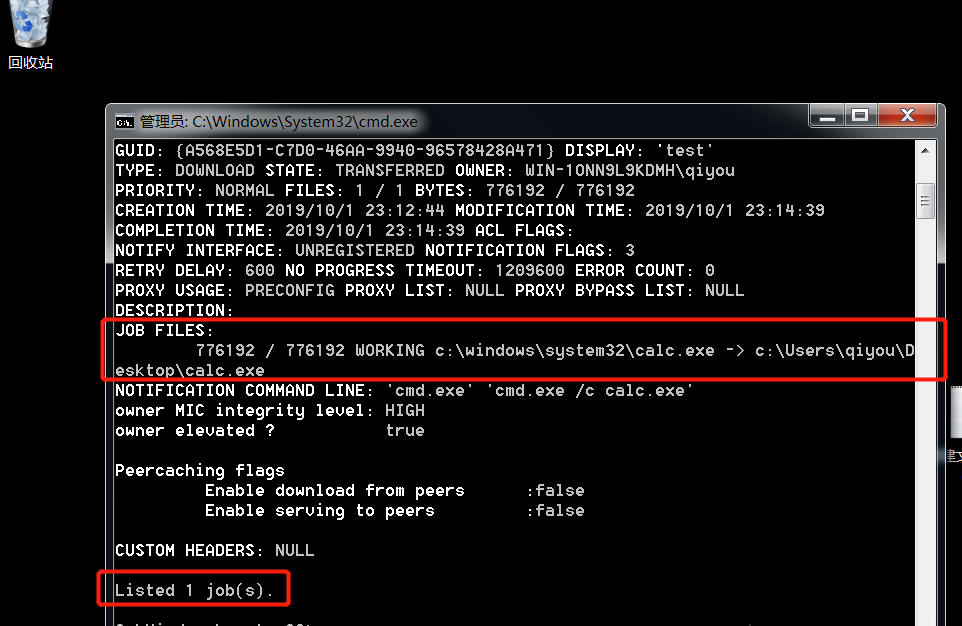 回收站
管理员: C:\Windows\System32\cmd.exe
GUID: {A568E5D1-C7D0-46AA-9940-96578428A471} DISPLAY: 'test'
TYPE: DOWNLOAD STATE: TRANSFERRED OWNER: WIN-1ONN9L9KDMH\qiyou
PRIORITY: NORMAL FILES: 1 / 1 BYTES: 776192 / 776192
CREATION TIME: 2019/10/1 23:12:44 MODIFICATION TIME: 2019/10/1 23:14:39
COMPLETION TIME: 2019/10/1 23:14:39 ACL FLAGS:
NOTIFY INTERFACE: UNREGISTERED NOTIFICATION FLAGS: 3
RETRY DELAY: 600 NO PROGRESS TIMEOUT: 1209600 ERROR COUNT: 0
PROXY USAGE: PRECONFIG PROXY LIST: NULL PROXY BYPASS LIST: NULL
DESCRIPTION:
JOB FILES:
776192 / 776192 WORKING c:\windows\system32\calc.exe -> c:\Users\qiyou\D
esktop\calc.exe
NOTIFICATION COMMAND LINE: 'cmd.exe' 'cmd.exe /c calc.exe'
owner MIC integrity level: HIGH
owner elevated ? true

Peercaching flags
Enable download from peers :false
Enable serving to peers :false

CUSTOM HEADERS: NULL

Listed 1 job(s).